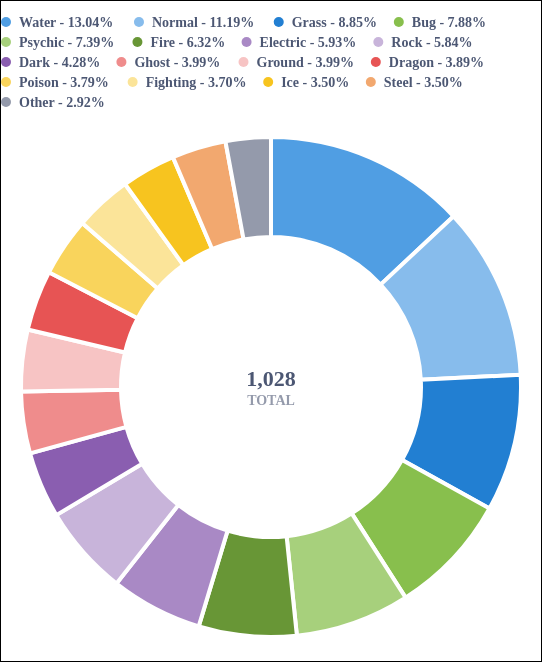 Water - 13.04% Normal - 11.19% Grass - 8.85% Bug - 7.88%
Psychic - 7.39% Fire - 6.32% Electric - 5.93% Rock - 5.84%
Dark - 4.28% Ghost - 3.99% Ground - 3.99% Dragon - 3.89%
Poison - 3.79% Fighting - 3.70% Ice - 3.50% Steel - 3.50%
Other - 2.92%
1,028
TOTAL